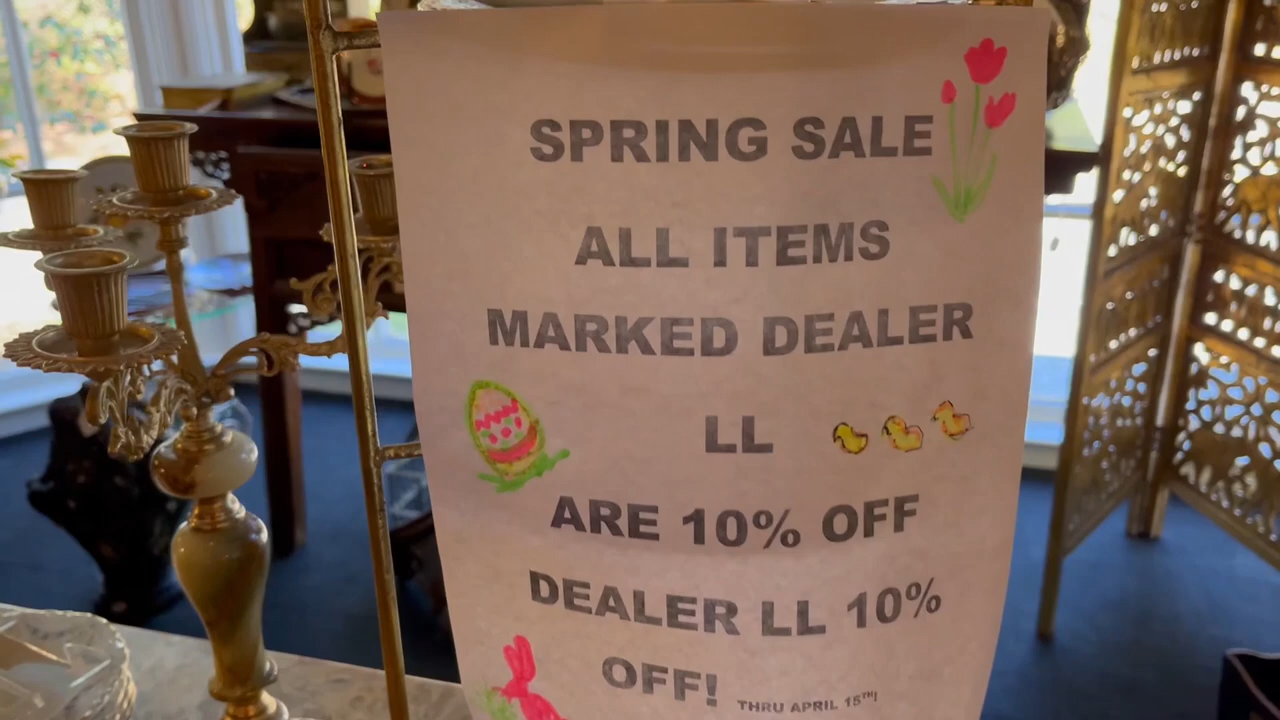 SPRING SALE
ALL ITEMS
MARKED DEALER
LL
ARE 10% OFF
DEALER LL 10%
OFF! THRU APRIL 15TH!